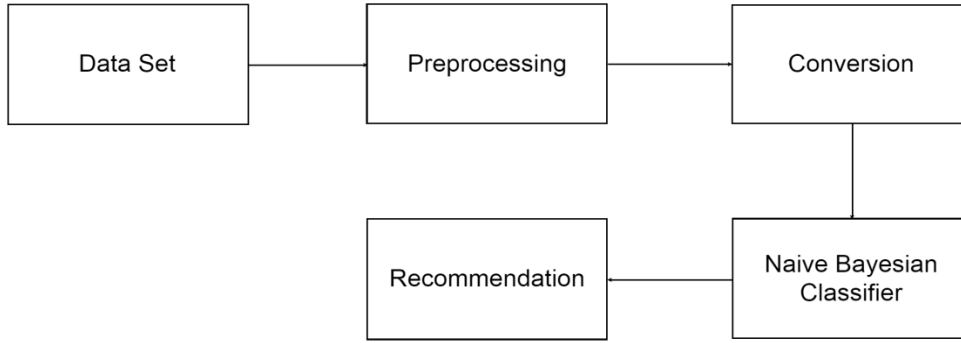 Data Set
Preprocessing
Conversion
Naive Bayesian
Classifier
Recommendation